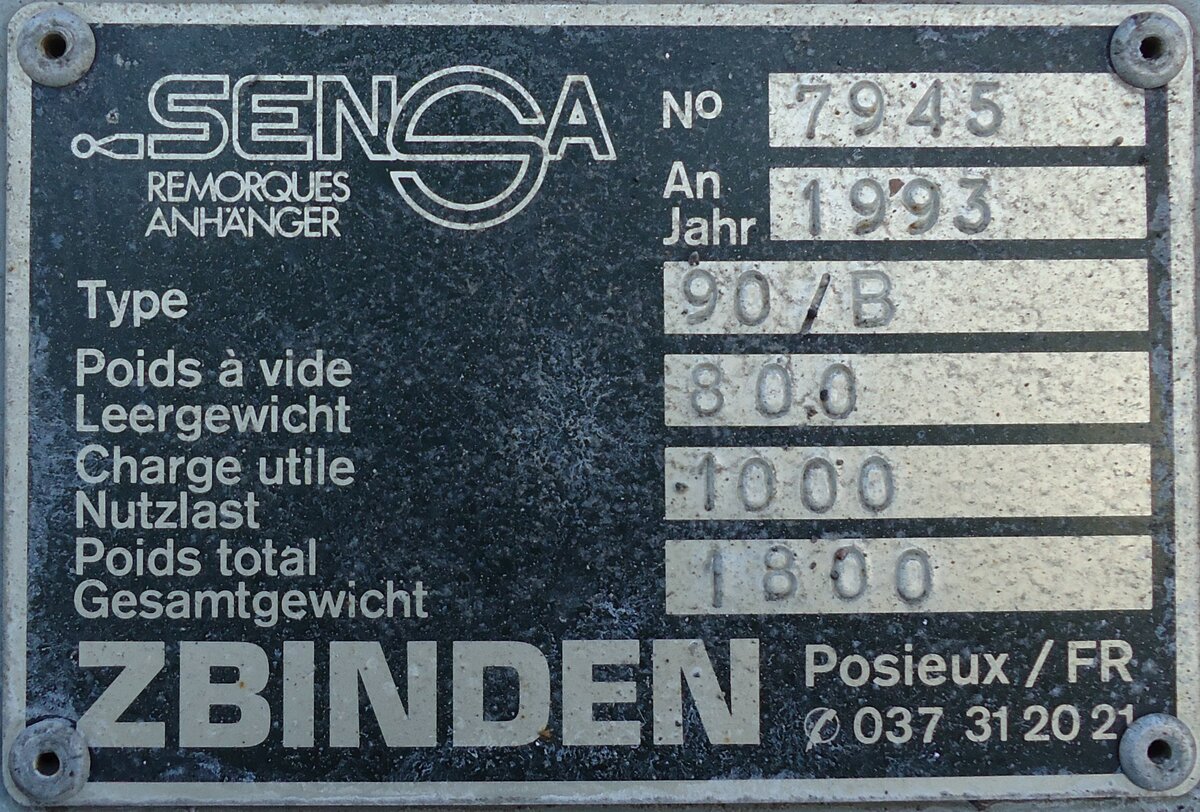 SENSA
REMORQUES
ANHÄNGER
No 7945
An
Jahr 1993
Type 90/B
Poids à vide
Leergewicht 800
Charge utile
Nutzlast 1000
Poids total
Gesamtgewicht 1800
ZBINDEN
Posieux / FR
✆ 037 31 20 21